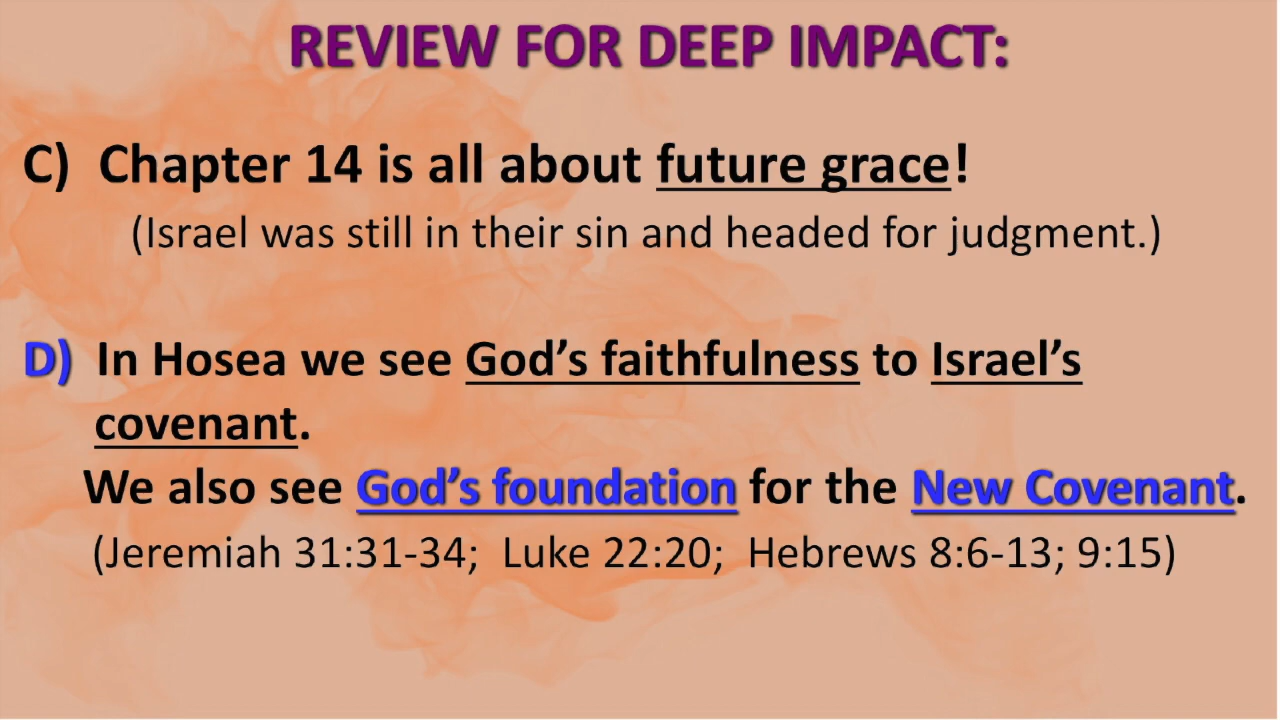 REVIEW FOR DEEP IMPACT:
C) Chapter 14 is all about future grace!
(Israel was still in their sin and headed for judgment.)
D) In Hosea we see God’s faithfulness to Israel’s
covenant.
We also see God’s foundation for the New Covenant.
(Jeremiah 31:31-34; Luke 22:20; Hebrews 8:6-13; 9:15)